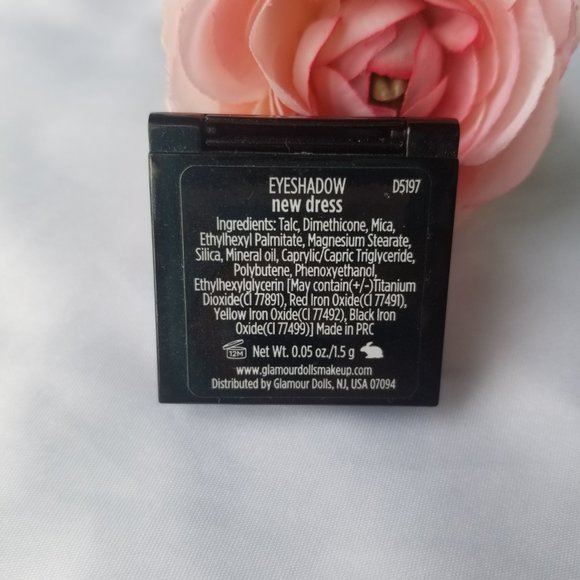 EYESHADOW D5197
new dress
Ingredients: Talc, Dimethicone, Mica,
Ethylhexyl Palmitate, Magnesium Stearate,
Silica, Mineral oil, Caprylic/Capric Triglyceride,
Polybutene, Phenoxyethanol,
Ethylhexylglycerin [May contain(+/-)Titanium
Dioxide(CI 77891), Red Iron Oxide(CI 77491),
Yellow Iron Oxide(CI 77492), Black Iron
Oxide(CI 77499)] Made in PRC
12M Net Wt. 0.05 oz./1.5 g
www.glamourdollsmakeup.com
Distributed by Glamour Dolls, NJ, USA 07094